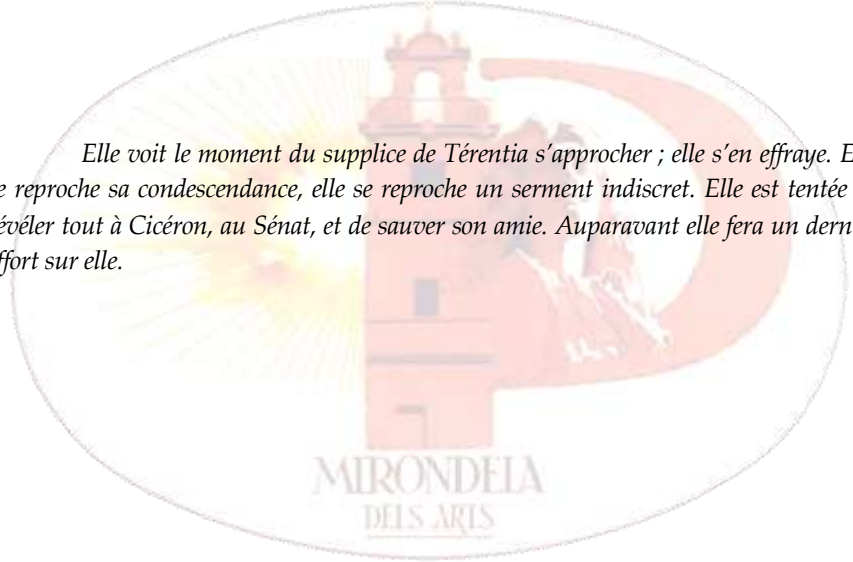 Elle voit le moment du supplice de Térentia s'approcher ; elle s'en effraye. E
e reproche sa condescendance, elle se reproche un serment indiscret. Elle est tentée
évéler tout à Cicéron, au Sénat, et de sauver son amie. Auparavant elle fera un dern
ffort sur elle.
MIRONDELA
DELS ARTS